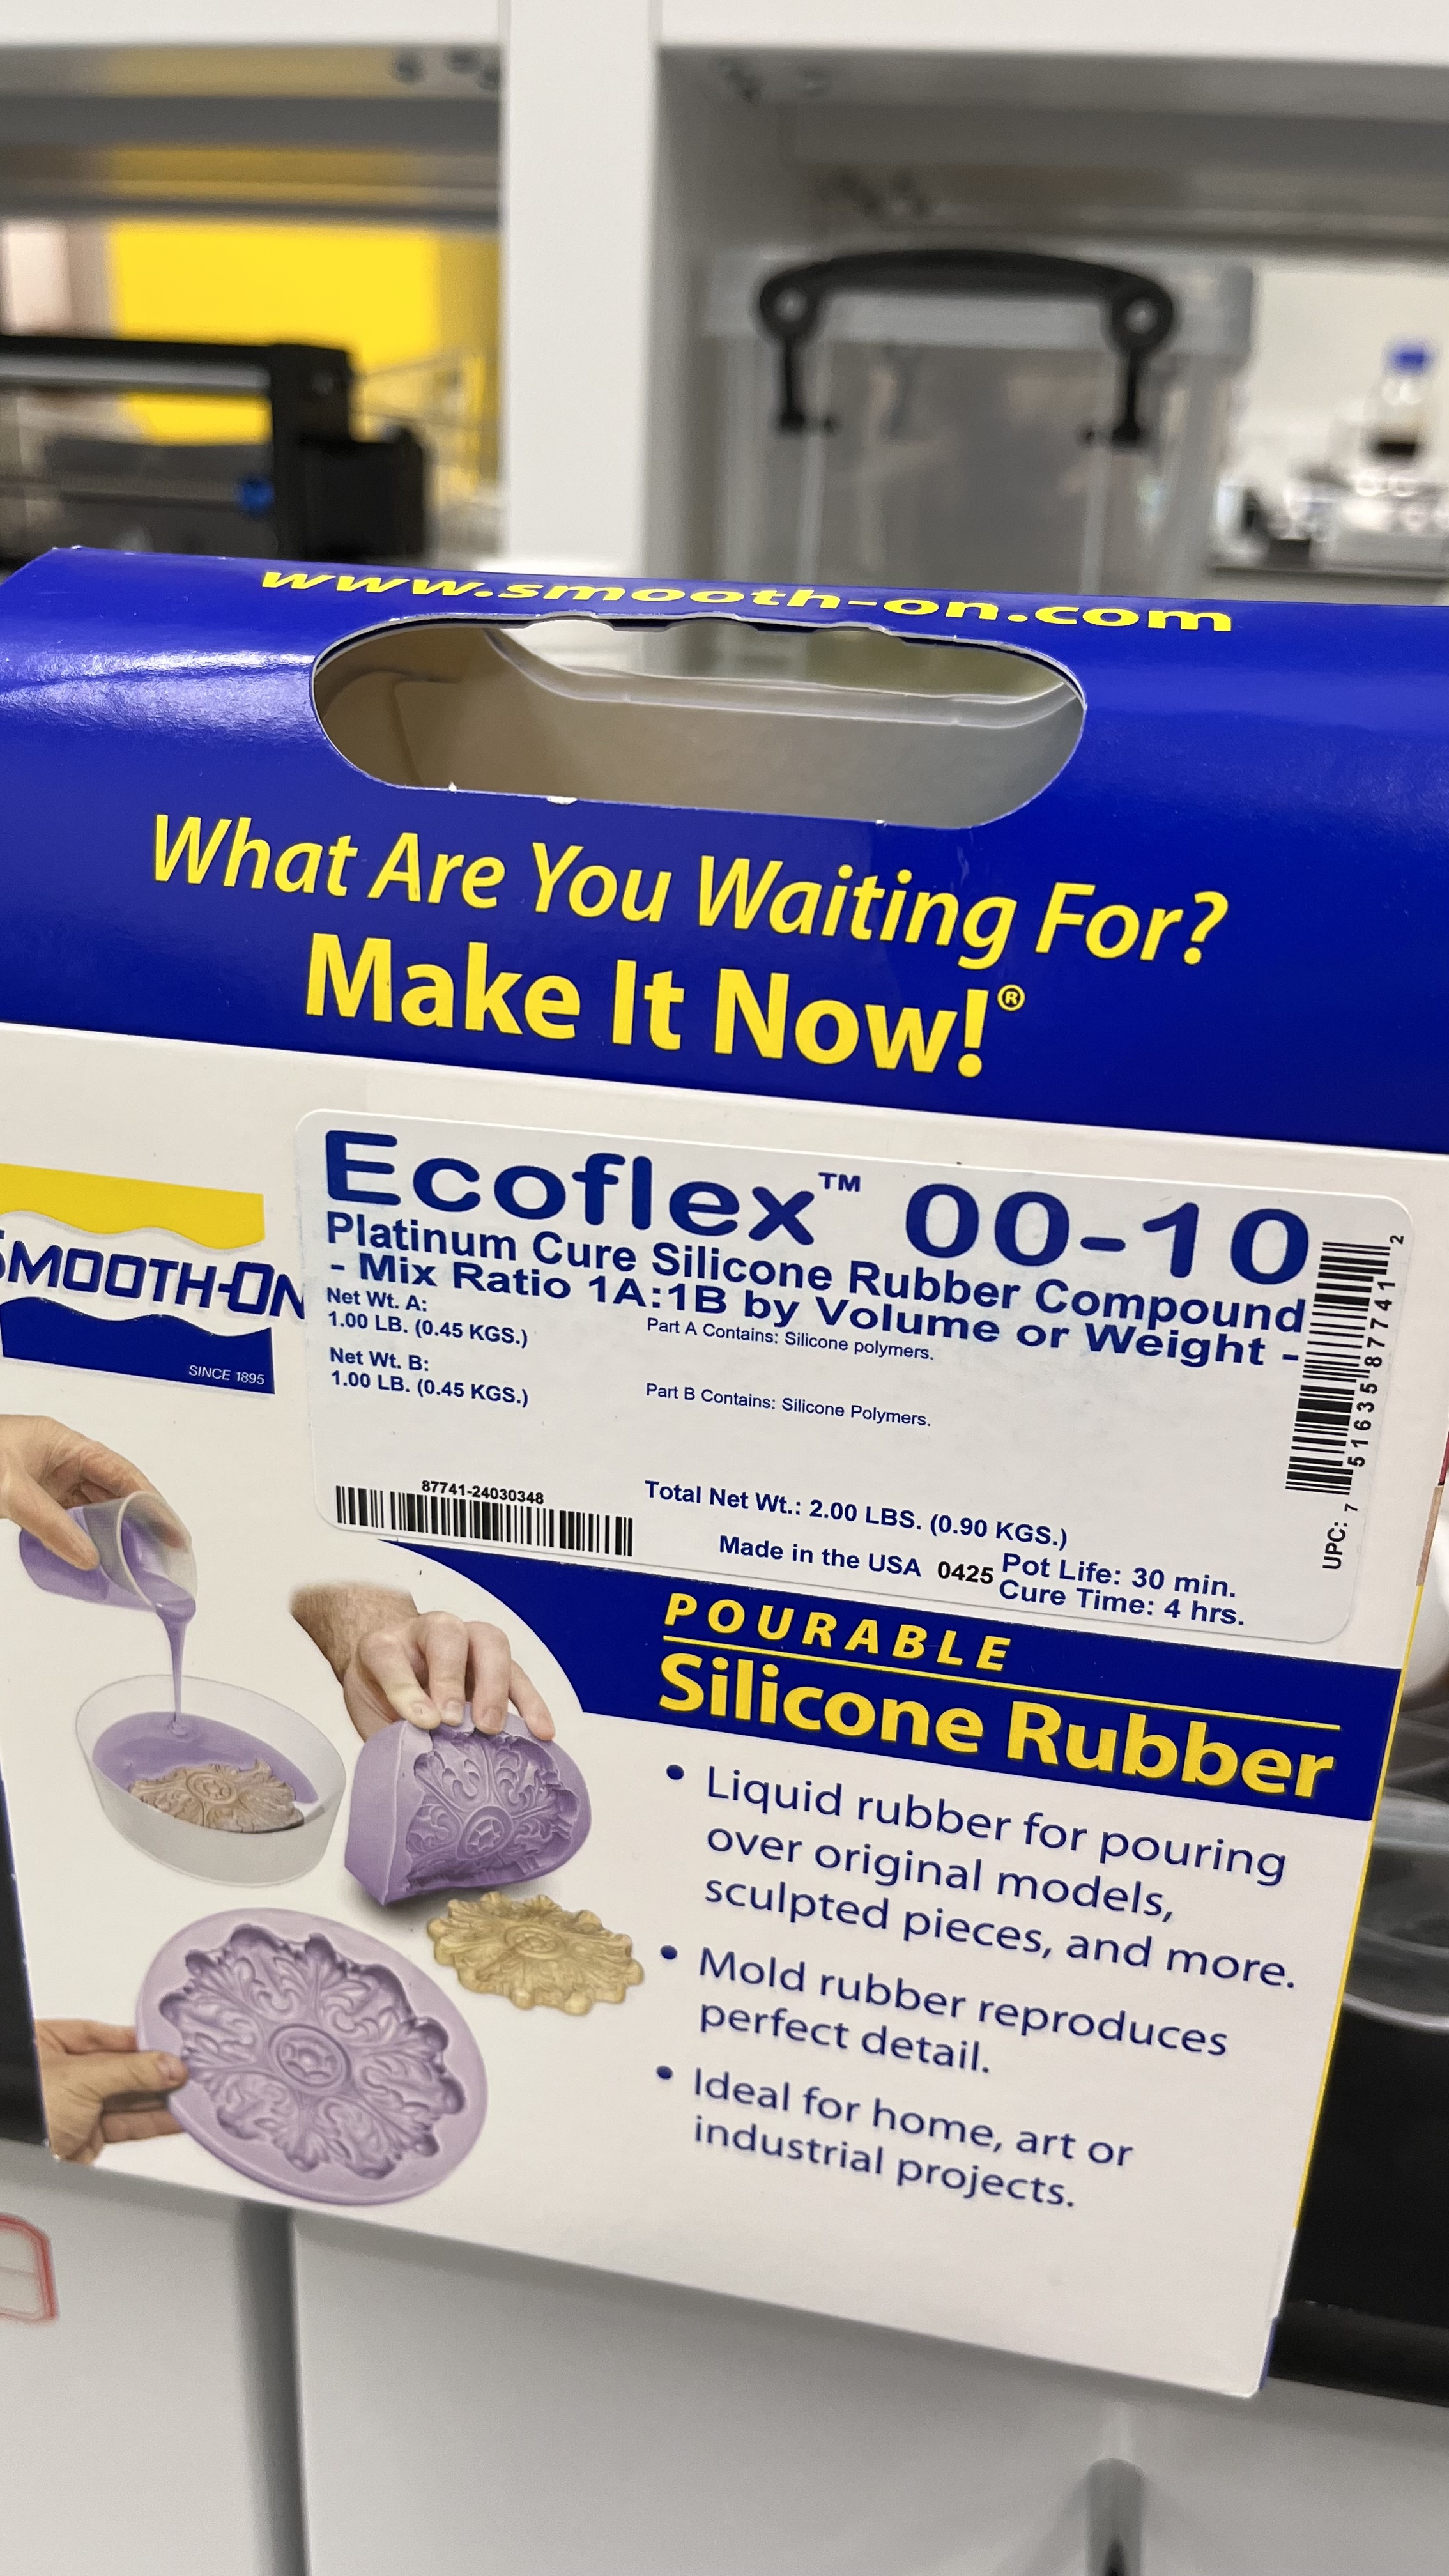 www.smooth-on.com
What Are You Waiting For?
Make It Now!®
SMOOTH-ON
SINCE 1895
Ecoflex™ 00-10
Platinum Cure Silicone Rubber Compound
- Mix Ratio 1A:1B by Volume or Weight -
Net Wt. A:
1.00 LB. (0.45 KGS.)
Part A Contains: Silicone polymers.
Net Wt. B:
1.00 LB. (0.45 KGS.)
Part B Contains: Silicone Polymers.
87741-24030348
Total Net Wt.: 2.00 LBS. (0.90 KGS.)
Made in the USA 0425
Pot Life: 30 min.
Cure Time: 4 hrs.
UPC: 7 51635 87741 2
POURABLE
Silicone Rubber
• Liquid rubber for pouring
over original models,
sculpted pieces, and more.
• Mold rubber reproduces
perfect detail.
• Ideal for home, art or
industrial projects.